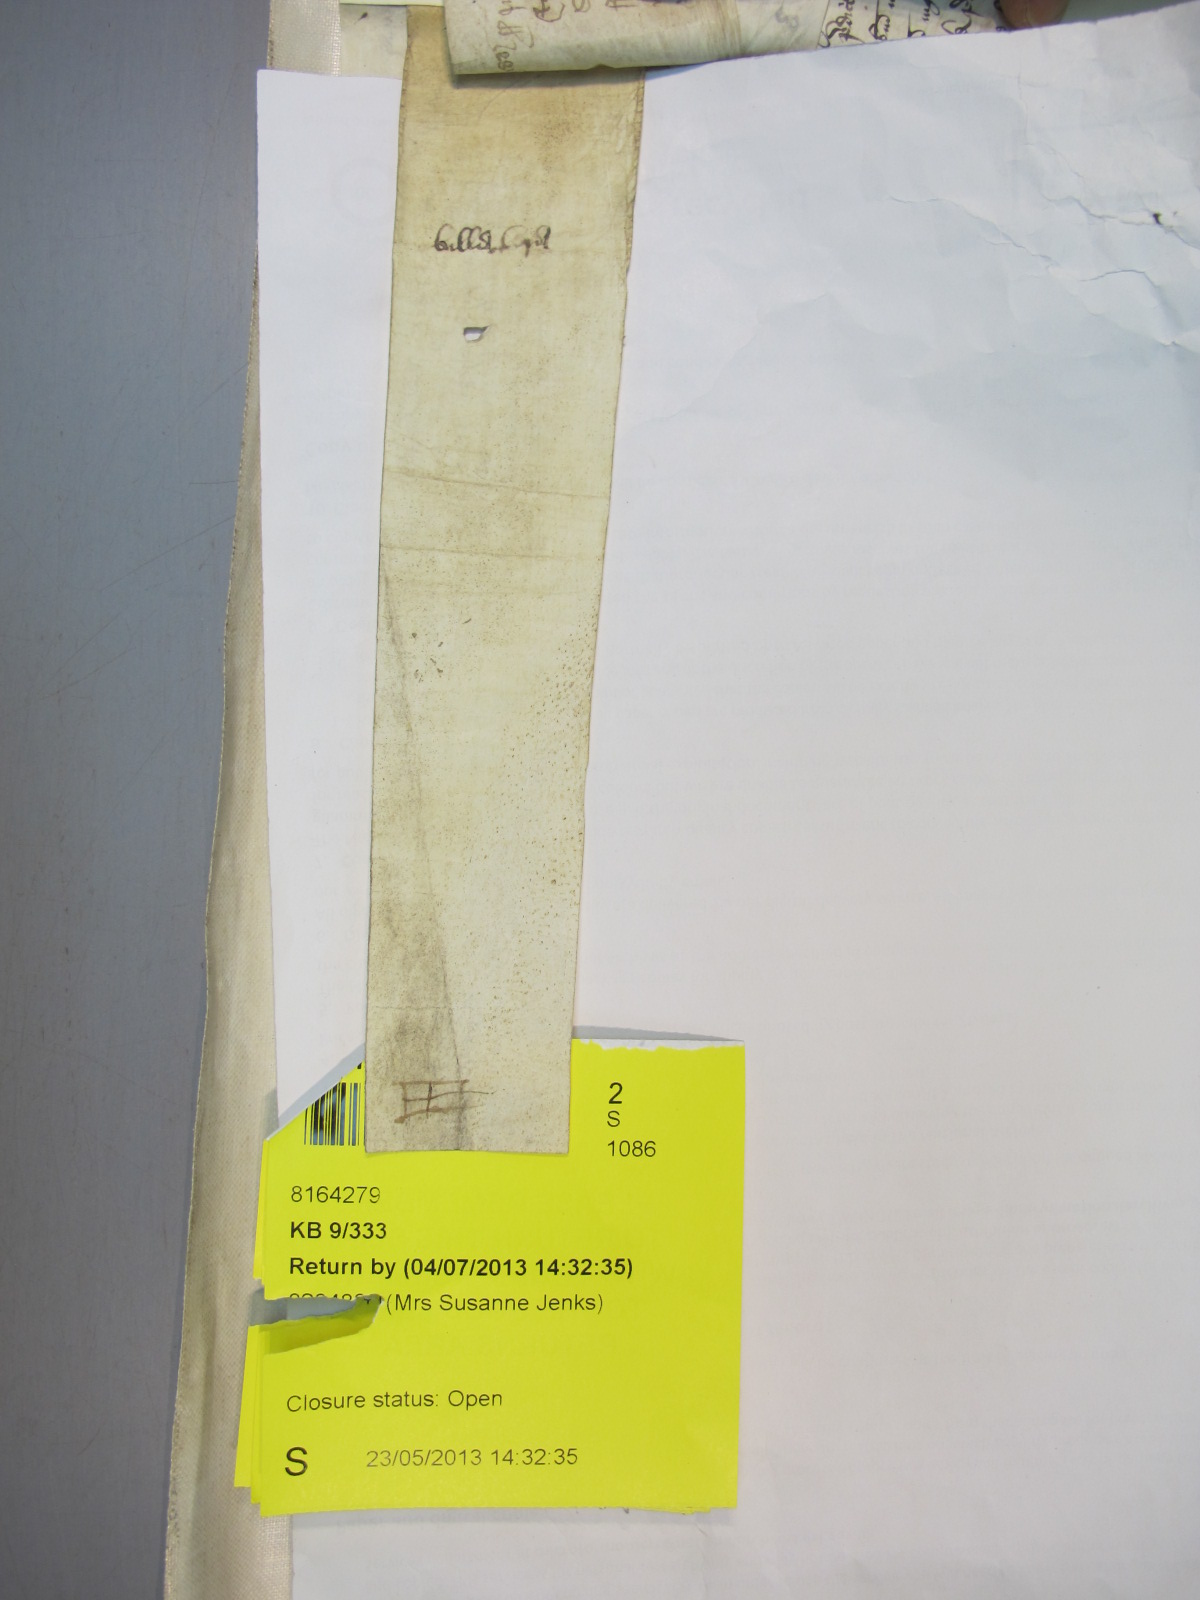 2
S
1086
8164279
KB 9/333
Return by (04/07/2013 14:32:35)
(Mrs Susanne Jenks)
Closure status: Open
S 23/05/2013 14:32:35